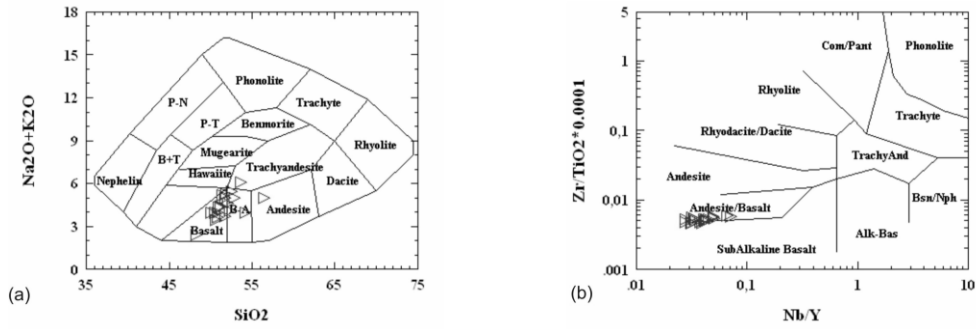 18
15
12
9
6
3
0
Na2O+K2O
Phonolite
P-N
Trachyte
P-T
Benmorite
Rhyolite
B+T
Mugearite
Hawaiite
Trachyandesite
Nephelin
Dacite
B-A
Andesite
Basalt
35
45
55
65
75
SiO2
(a)
5
0,1
0,01
.001
Zr/TiO2*0.0001
Com/Pant
Phonolite
Rhyolite
Trachyte
Rhyodacite/Dacite
TrachyAnd
Andesite
Bsn/Nph
Andesite/Basalt
Alk-Bas
SubAlkaline Basalt
.01
0,1
1
10
Nb/Y
(b)